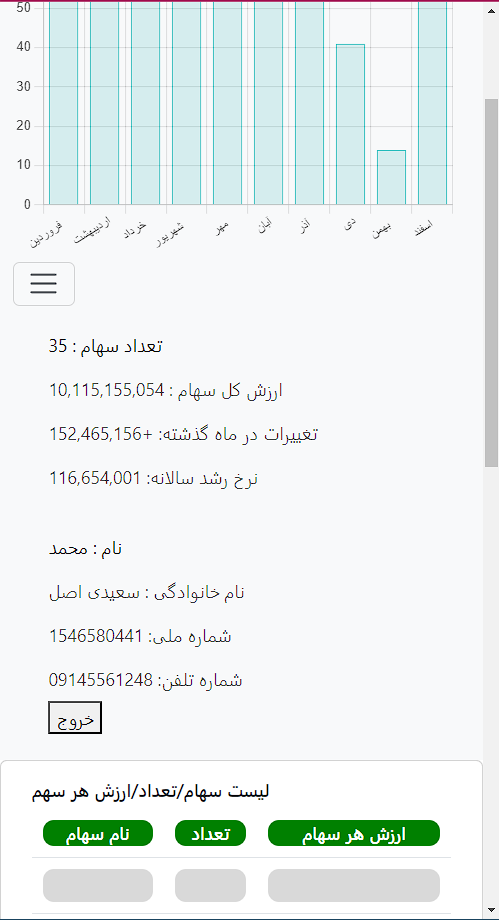 50
40
30
20
10
0
فروردین اردیبهشت خرداد شهریور مهر آبان آذر دی بهمن اسفند
تعداد سهام : 35
ارزش کل سهام : 10,115,155,054
تغییرات در ماه گذشته: +152,465,156
نرخ رشد سالانه: 116,654,001
نام : محمد
نام خانوادگی : سعیدی اصل
شماره ملی: 1546580441
شماره تلفن: 09145561248
خروج
لیست سهام/تعداد/ارزش هر سهم
نام سهام تعداد ارزش هر سهام